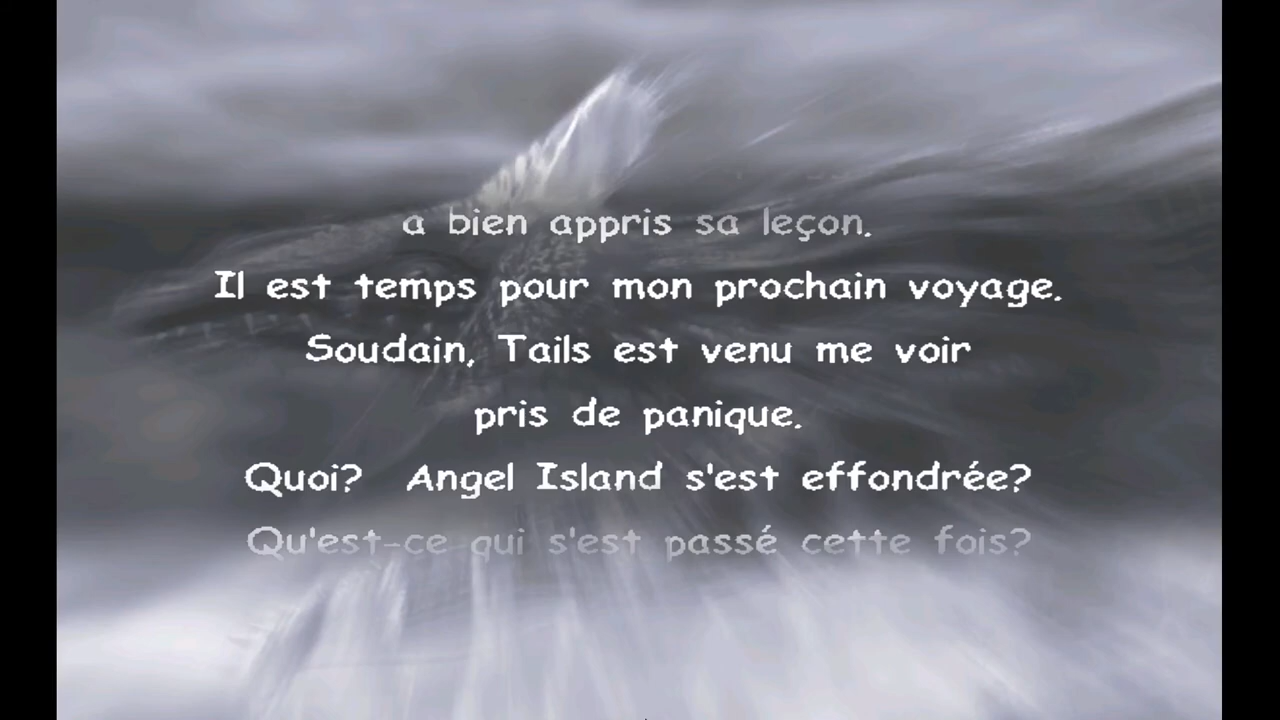 a bien appris sa leçon.
Il est temps pour mon prochain voyage.
Soudain, Tails est venu me voir
pris de panique.
Quoi?  Angel Island s'est effondrée?
Qu'est-ce qui s'est passé cette fois?